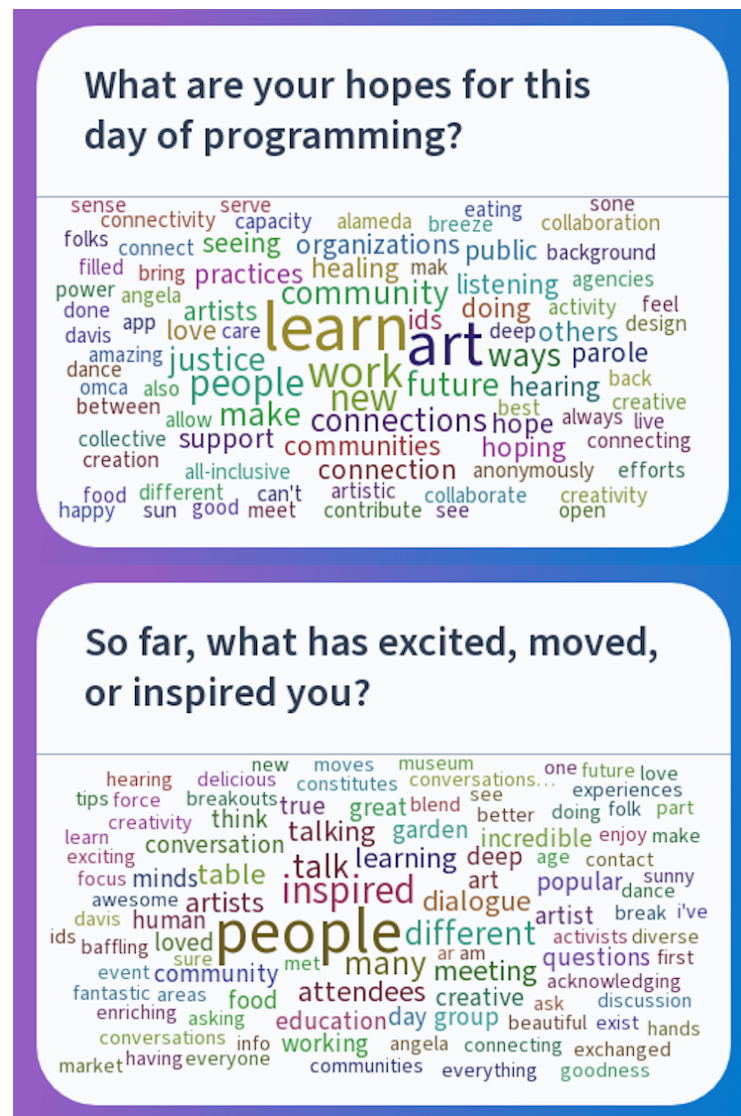 What are your hopes for this
day of programming?
sense serve eating sone
connectivity capacity alameda breeze collaboration
folks connect seeing organizations public background
filled bring practices healing mak listening agencies
power angela community
done artists doing activity feel
davis app love care learn ids deep others design
amazing justice art ways parole
dance
omca also people work future hearing back
between new best creative
allow make connections hope always live
collective support communities hoping connecting
creation
all-inclusive connection anonymously efforts
food different can't artistic collaborate creativity
happy sun good meet contribute see open
So far, what has excited, moved,
or inspired you?
new moves museum one future love
hearing delicious constitutes conversations... experiences
tips force breakouts true great blend see better doing folk part
creativity think talking garden
learn conversation incredible enjoy make
exciting talk learning deep age contact
focus minds table inspired art popular sunny
dance
awesome artists dialogue
davis human artist break i've
ids baffling loved people different activists diverse
sure met many ar am questions first
event community meeting acknowledging
fantastic areas food attendees creative ask discussion
enriching asking education day group beautiful exist hands
conversations info working angela connecting exchanged
market having everyone communities everything goodness